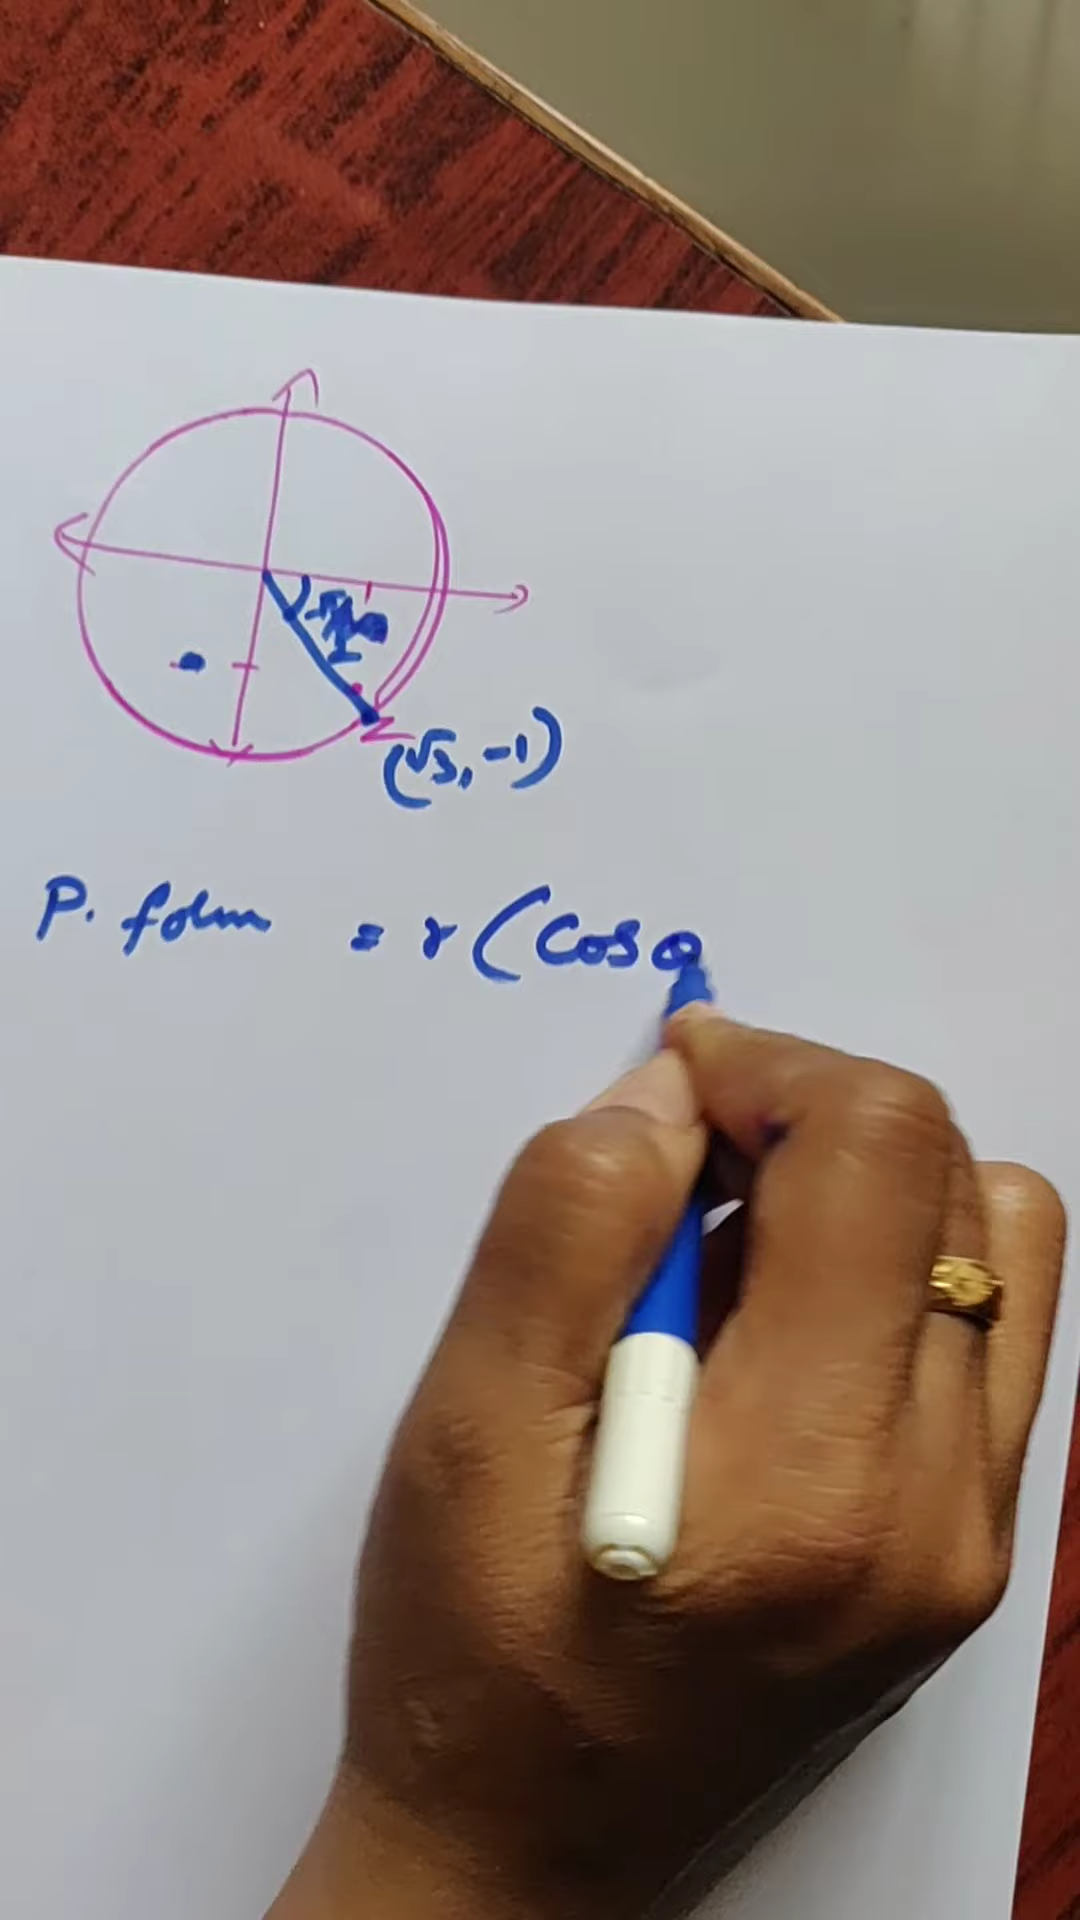 Z
(√3, -1)
P. form = r (cos θ